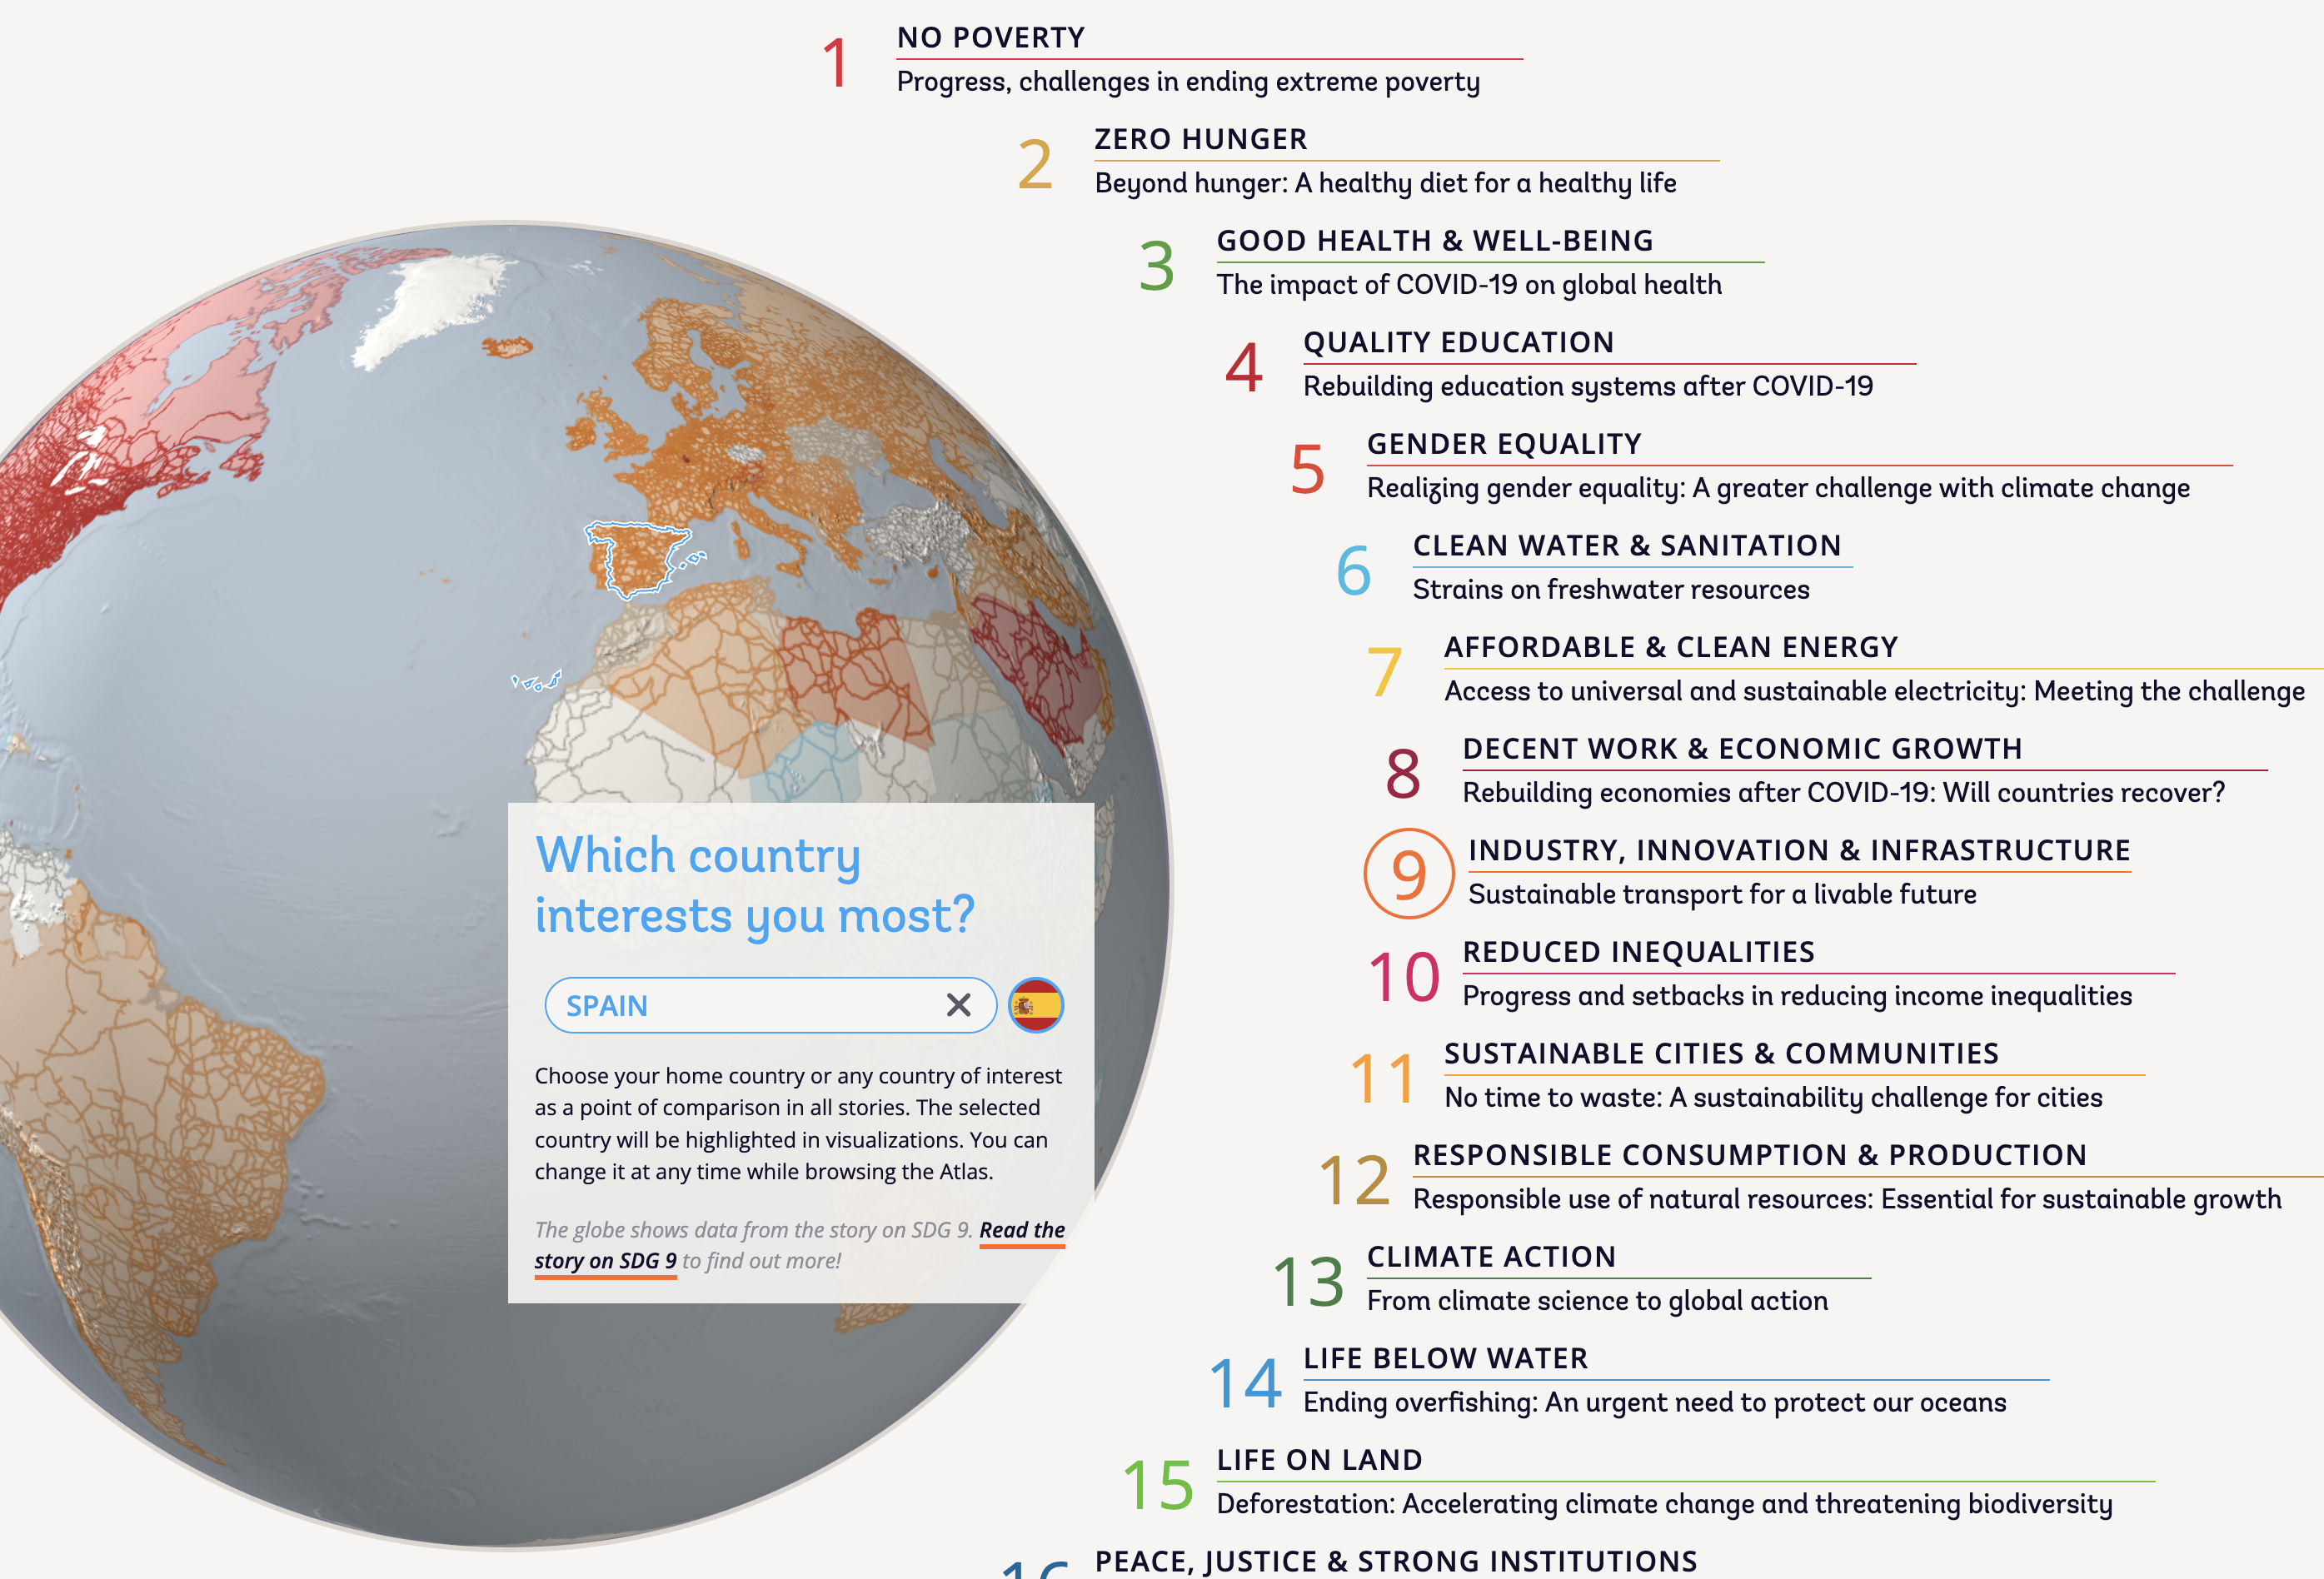 1
NO POVERTY
Progress, challenges in ending extreme poverty
2
ZERO HUNGER
Beyond hunger: A healthy diet for a healthy life
3
GOOD HEALTH & WELL-BEING
The impact of COVID-19 on global health
4
QUALITY EDUCATION
Rebuilding education systems after COVID-19
5
GENDER EQUALITY
Realizing gender equality: A greater challenge with climate change
6
CLEAN WATER & SANITATION
Strains on freshwater resources
7
AFFORDABLE & CLEAN ENERGY
Access to universal and sustainable electricity: Meeting the challenge
8
DECENT WORK & ECONOMIC GROWTH
Rebuilding economies after COVID-19: Will countries recover?
9
INDUSTRY, INNOVATION & INFRASTRUCTURE
Sustainable transport for a livable future
10
REDUCED INEQUALITIES
Progress and setbacks in reducing income inequalities
11
SUSTAINABLE CITIES & COMMUNITIES
No time to waste: A sustainability challenge for cities
12
RESPONSIBLE CONSUMPTION & PRODUCTION
Responsible use of natural resources: Essential for sustainable growth
13
CLIMATE ACTION
From climate science to global action
14
LIFE BELOW WATER
Ending overfishing: An urgent need to protect our oceans
15
LIFE ON LAND
Deforestation: Accelerating climate change and threatening biodiversity
16
PEACE, JUSTICE & STRONG INSTITUTIONS
Which country
interests you most?
SPAIN
Choose your home country or any country of interest
as a point of comparison in all stories. The selected
country will be highlighted in visualizations. You can
change it at any time while browsing the Atlas.
The globe shows data from the story on SDG 9. Read the
story on SDG 9 to find out more!